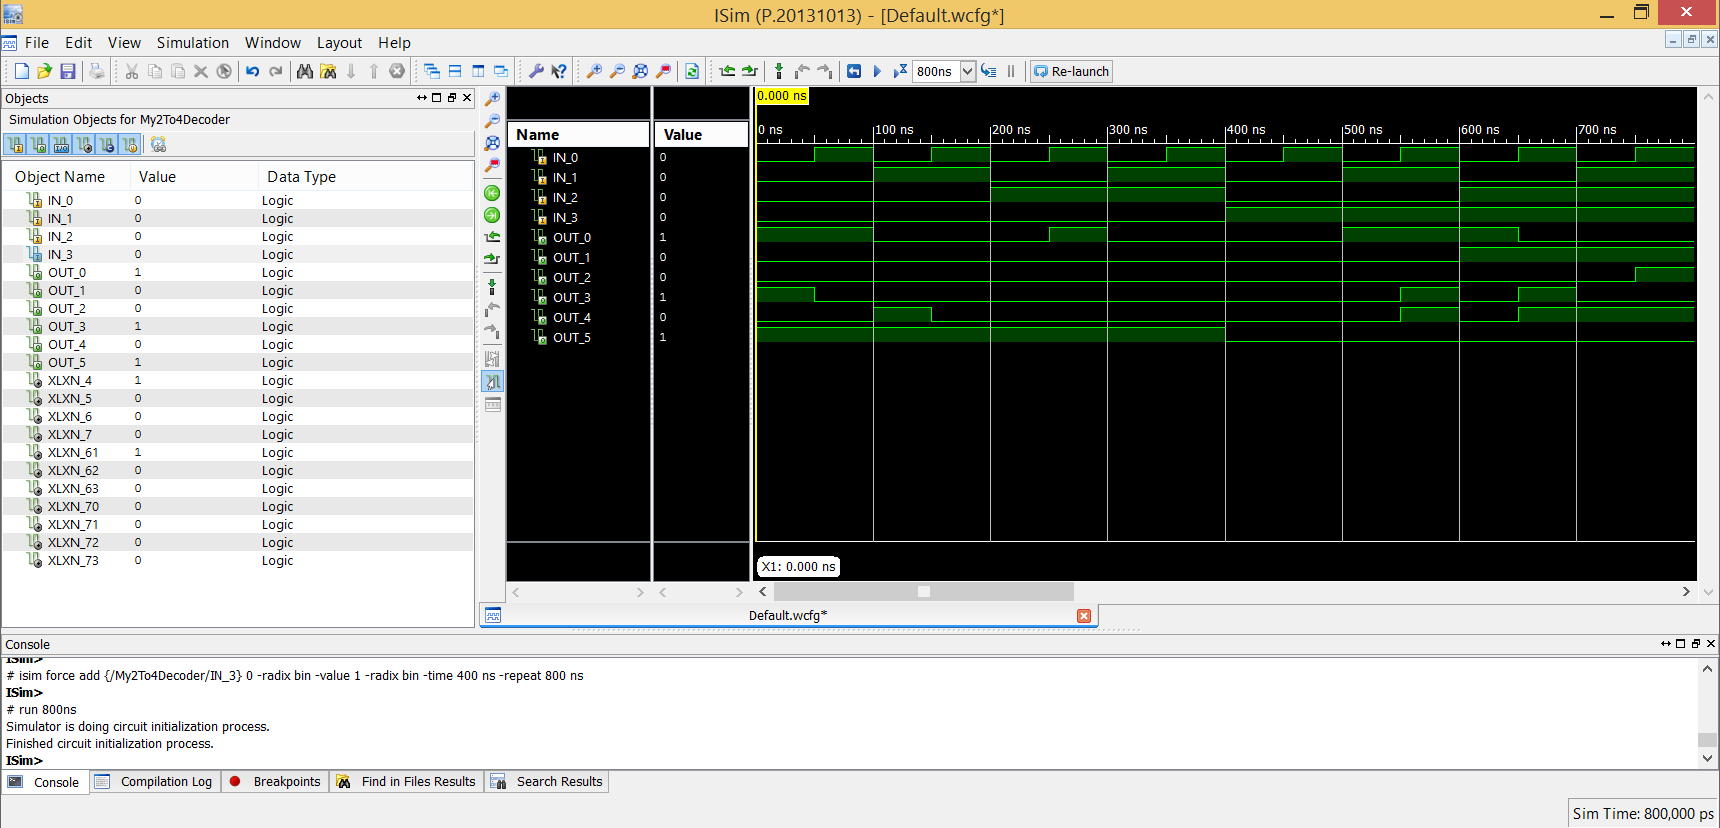 ISim (P.20131013) - [Default.wcfg*]
File Edit View Simulation Window Layout Help
800ns
Re-launch
Objects
Simulation Objects for My2To4Decoder
Object Name Value Data Type
IN_0 0 Logic
IN_1 0 Logic
IN_2 0 Logic
IN_3 0 Logic
OUT_0 1 Logic
OUT_1 0 Logic
OUT_2 0 Logic
OUT_3 1 Logic
OUT_4 0 Logic
OUT_5 1 Logic
XLXN_4 1 Logic
XLXN_5 0 Logic
XLXN_6 0 Logic
XLXN_7 0 Logic
XLXN_61 1 Logic
XLXN_62 0 Logic
XLXN_63 0 Logic
XLXN_70 0 Logic
XLXN_71 0 Logic
XLXN_72 0 Logic
XLXN_73 0 Logic
0.000 ns
Name Value
0 ns 100 ns 200 ns 300 ns 400 ns 500 ns 600 ns 700 ns
IN_0 0
IN_1 0
IN_2 0
IN_3 0
OUT_0 1
OUT_1 0
OUT_2 0
OUT_3 1
OUT_4 0
OUT_5 1
X1: 0.000 ns
Default.wcfg*
Console
ISim>
# isim force add {/My2To4Decoder/IN_3} 0 -radix bin -value 1 -radix bin -time 400 ns -repeat 800 ns
ISim>
# run 800ns
Simulator is doing circuit initialization process.
Finished circuit initialization process.
ISim>
Console Compilation Log Breakpoints Find in Files Results Search Results
Sim Time: 800,000 ps